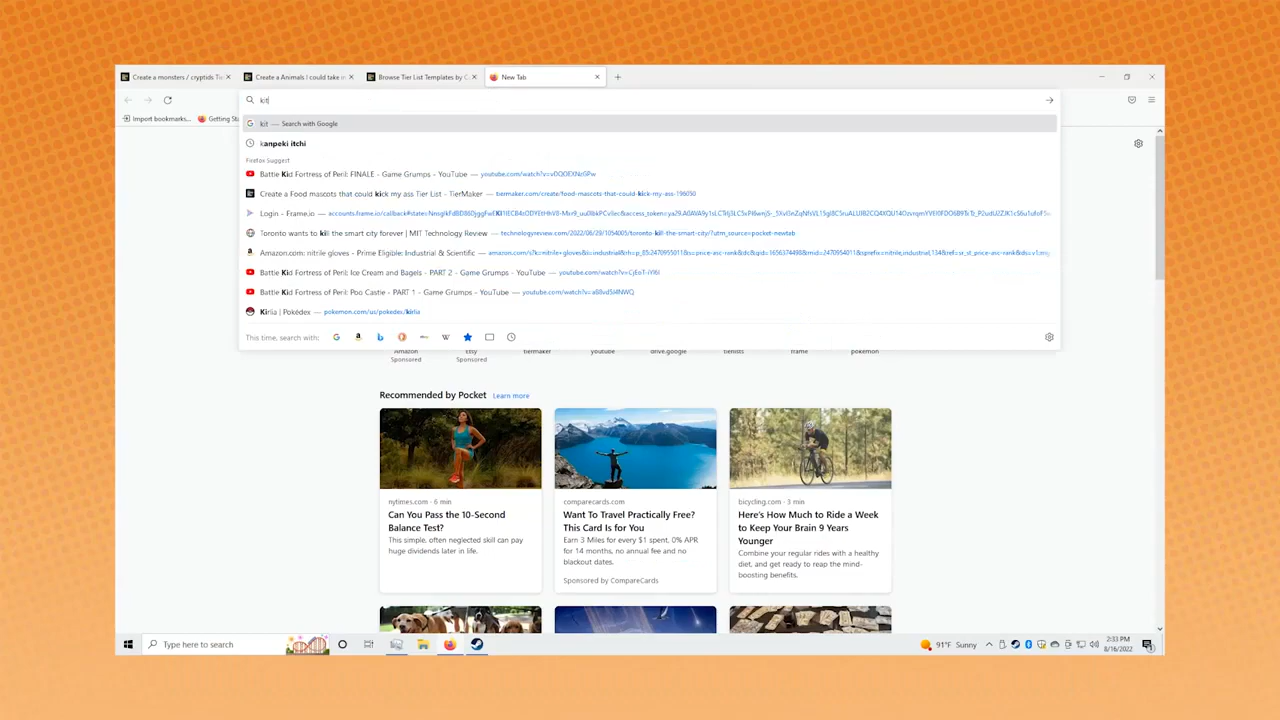 Create a monsters / cryptids Tie
Create a Animals I could take in
Browse Tier List Templates by C
New Tab
kit
Import bookmarks...
Getting Sta
kit — Search with Google
kanpeki itchi
Firefox Suggest
Battle Kid Fortress of Peril: FINALE - Game Grumps - YouTube —
Create a Food mascots that could kick my ass Tier List - TierMaker — tiermaker.com/create/food-mascots-that-could-kick-my-ass-196090
Login - Frame.io —
Toronto wants to kill the smart city forever | MIT Technology Review — technologyreview.com/2022/06/29/1054005/toronto-kill-the-smart-city/?utm_source=pocket-newtab
Amazon.com: nitrile gloves - Prime Eligible: Industrial & Scientific —
Battle Kid Fortress of Peril: Ice Cream and Bagels - PART 2 - Game Grumps - YouTube —
Battle Kid Fortress of Peril: Poo Castle - PART 1 - Game Grumps - YouTube —
Kirlia | Pokédex — pokemon.com/us/pokedex/kirlia
This time, search with:
Amazon
Sponsored
Etsy
Sponsored
tiermaker
youtube
drive.google
tierlists
frame
pokemon
Recommended by Pocket
Learn more
nytimes.com · 6 min
Can You Pass the 10-Second
Balance Test?
This simple, often neglected skill can pay
huge dividends later in life.
comparecards.com
Want To Travel Practically Free?
This Card Is for You
Earn 3 Miles for every $1 spent, 0% APR
for 14 months, no annual fee and no
blackout dates.
Sponsored by CompareCards
bicycling.com · 3 min
Here's How Much to Ride a Week
to Keep Your Brain 9 Years
Younger
Combine your regular rides with a healthy
diet, and get ready to reap the mind-
boosting benefits.
Type here to search
91°F Sunny
2:33 PM
8/16/2022